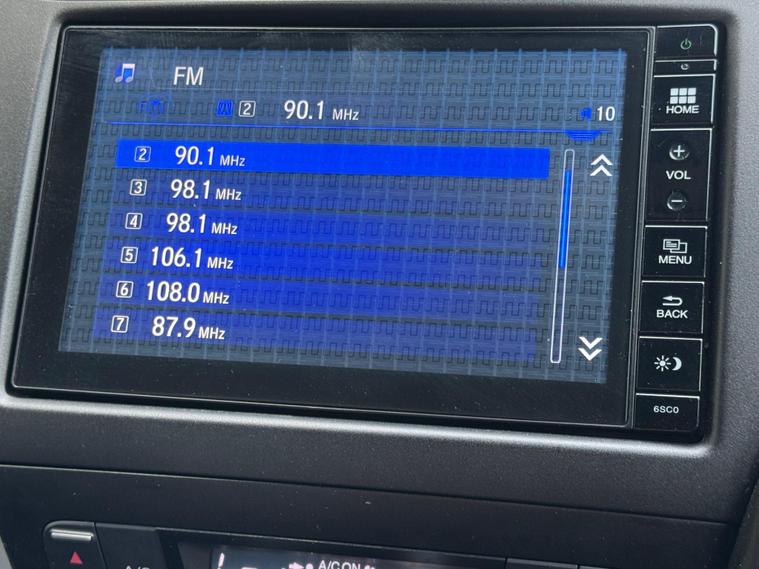 FM
2 90.1 MHz
10
2 90.1 MHz
3 98.1 MHz
4 98.1 MHz
5 106.1 MHz
6 108.0 MHz
7 87.9 MHz
HOME
VOL
MENU
BACK
6SC0
A/C ON